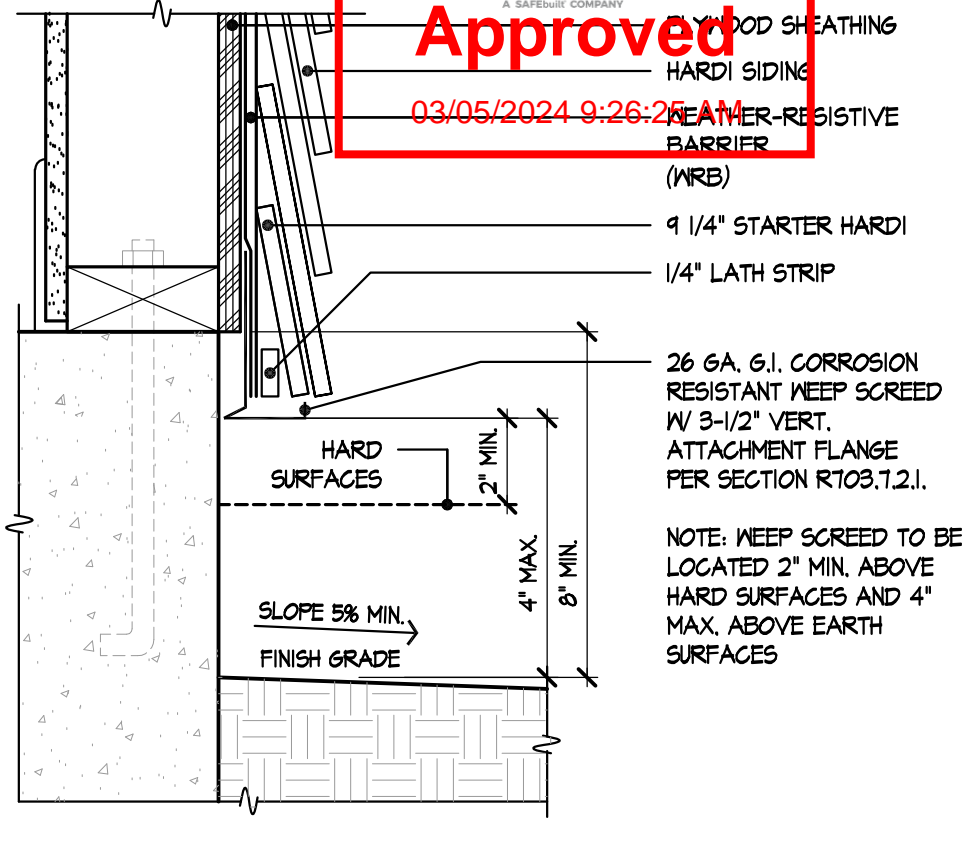 A SAFEbuilt COMPANY
Approved
03/05/2024 9:26:25 AM
PLYWOOD SHEATHING
HARDI SIDING
WEATHER-RESISTIVE
BARRIER
(WRB)
9 1/4" STARTER HARDI
1/4" LATH STRIP
26 GA. G.I. CORROSION
RESISTANT WEEP SCREED
W/ 3-1/2" VERT.
ATTACHMENT FLANGE
PER SECTION R703.7.2.1.
NOTE: WEEP SCREED TO BE
LOCATED 2" MIN. ABOVE
HARD SURFACES AND 4"
MAX. ABOVE EARTH
SURFACES
HARD
SURFACES
2" MIN.
4" MAX.
8" MIN.
SLOPE 5% MIN.
FINISH GRADE